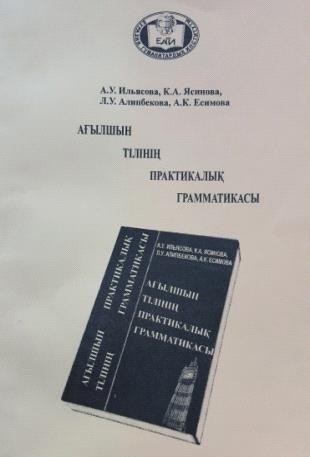 ЕАГИ
А.У. Ильясова, К.А. Ясинова,
Л.У. Алипбекова, А.К. Есимова
АҒЫЛШЫН
ТІЛІНІҢ
ПРАКТИКАЛЫҚ
ГРАММАТИКАСЫ
А.У. ИЛЬЯСОВА, К.А. ЯСИНОВА,
Л.У. АЛИПБЕКОВА, А.К. ЕСИМОВА
АҒЫЛШЫН
ТІЛІНІҢ
ПРАКТИКАЛЫҚ
ГРАММАТИКАСЫ
АҒЫЛШЫН ПРАКТИКАЛЫҚ
ТІЛІНІҢ ГРАММАТИКАСЫ